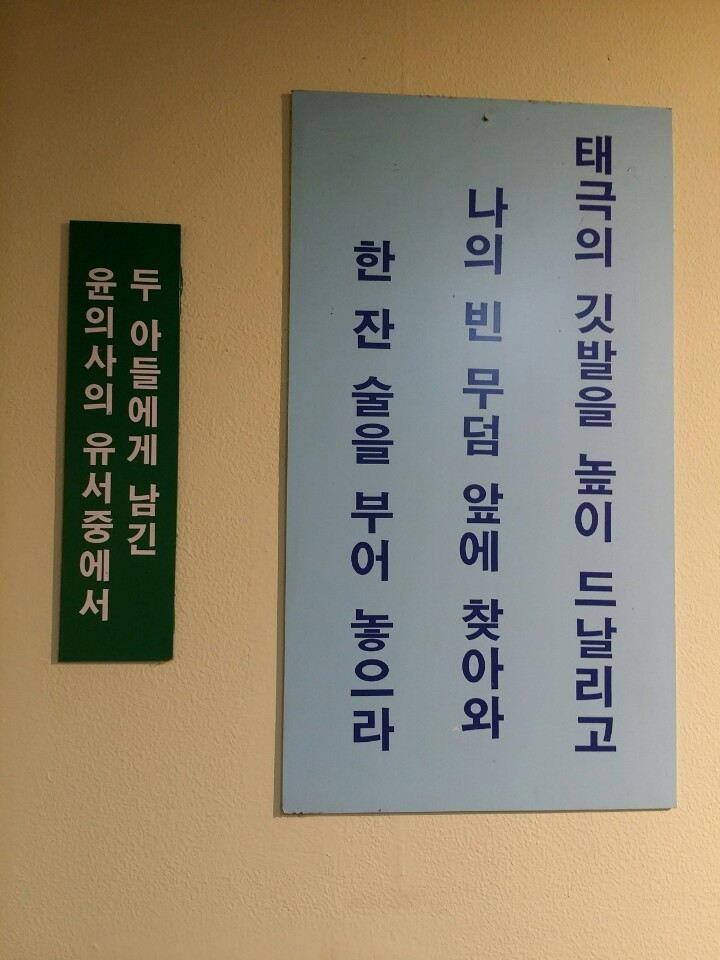 태극의 깃발을 높이 드날리고
나의 빈 무덤 앞에 찾아와
한 잔 술을 부어 놓으라
두 아들에게 남긴
윤의사의 유서중에서